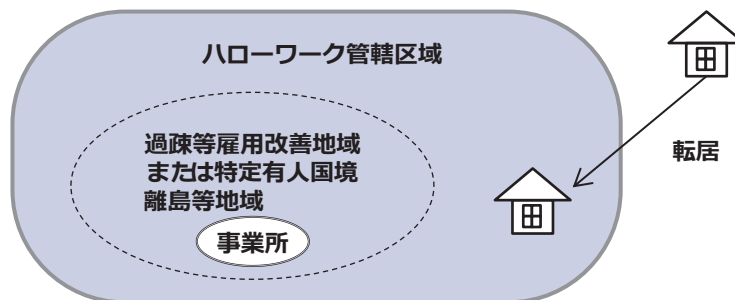 ハローワーク管轄区域
過疎等雇用改善地域
または特定有人国境
離島等地域
事業所
転居